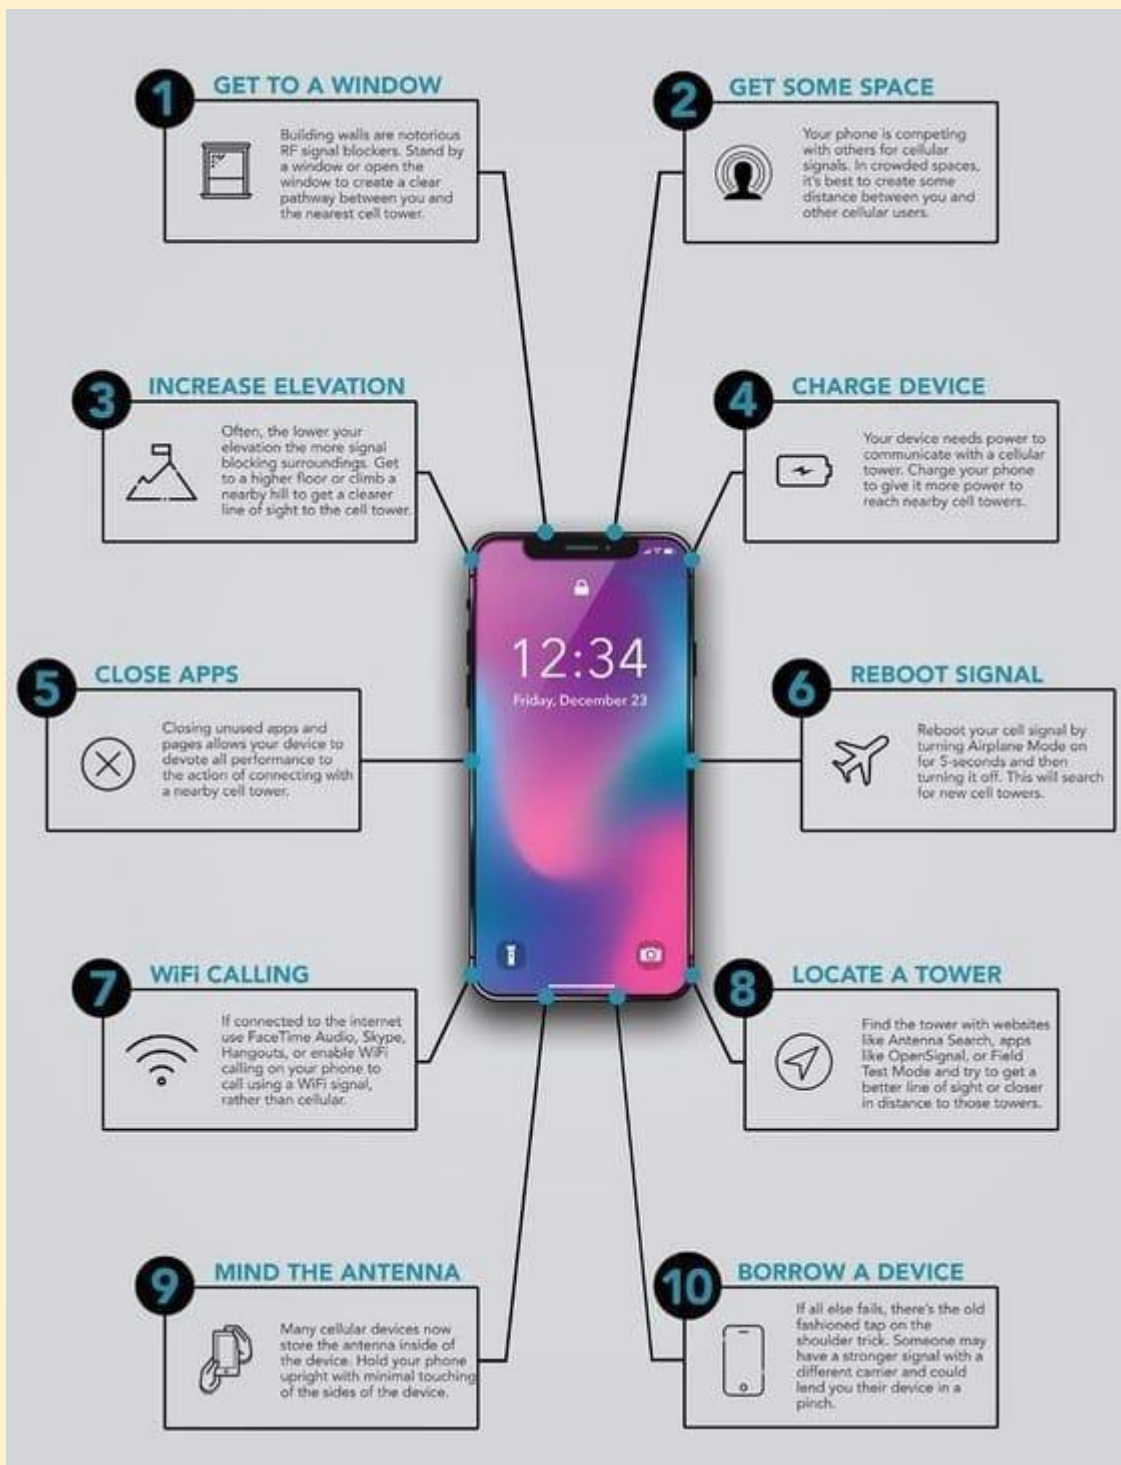 1
GET TO A WINDOW
Building walls are notorious
RF signal blockers. Stand by
a window or open the
window to create a clear
pathway between you and
the nearest cell tower.
2
GET SOME SPACE
Your phone is competing
with others for cellular
signals. In crowded spaces,
it's best to create some
distance between you and
other cellular users.
3
INCREASE ELEVATION
Often, the lower your
elevation the more signal
blocking surroundings. Get
to a higher floor or climb a
nearby hill to get a clearer
line of sight to the cell tower.
4
CHARGE DEVICE
Your device needs power to
communicate with a cellular
tower. Charge your phone
to give it more power to
reach nearby cell towers.
12:34
Friday, December 23
5
CLOSE APPS
Closing unused apps and
pages allows your device to
devote all performance to
the action of connecting with
a nearby cell tower.
6
REBOOT SIGNAL
Reboot your cell signal by
turning Airplane Mode on
for 5-seconds and then
turning it off. This will search
for new cell towers.
7
WiFi CALLING
If connected to the internet
use FaceTime Audio, Skype,
Hangouts, or enable WiFi
calling on your phone to
call using a WiFi signal,
rather than cellular.
8
LOCATE A TOWER
Find the tower with websites
like Antenna Search, apps
like OpenSignal, or Field
Test Mode and try to get a
better line of sight or closer
in distance to those towers.
9
MIND THE ANTENNA
Many cellular devices now
store the antenna inside of
the device. Hold your phone
upright with minimal touching
of the sides of the device.
10
BORROW A DEVICE
If all else fails, there's the old
fashioned tap on the
shoulder trick. Someone may
have a stronger signal with a
different carrier and could
lend you their device in a
pinch.